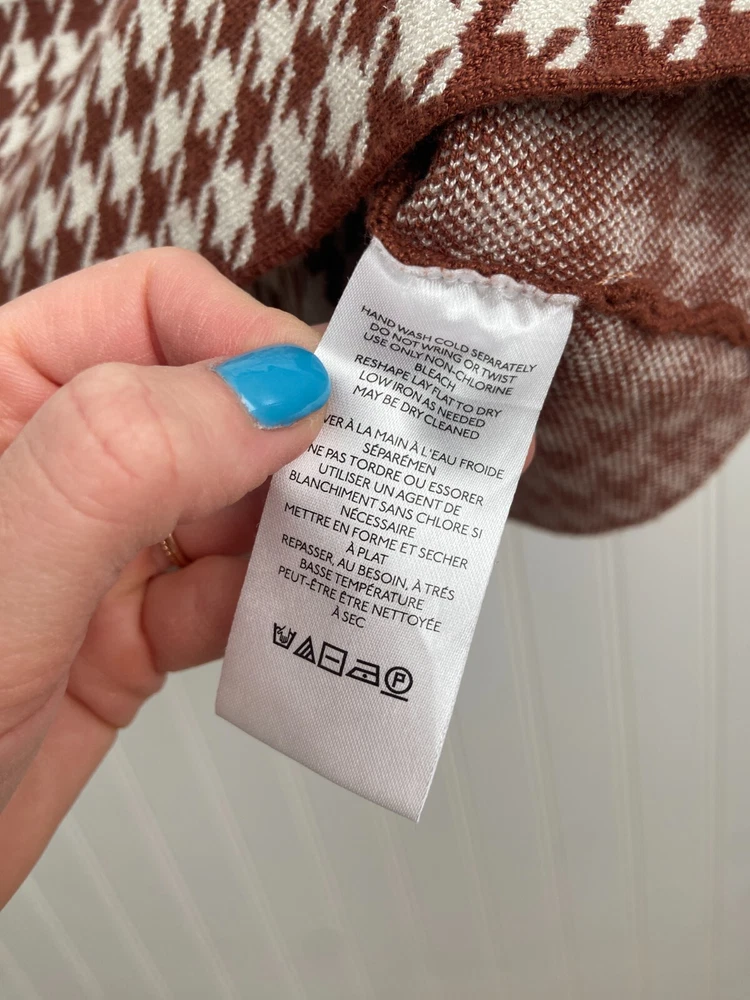 HAND WASH COLD SEPARATELY
DO NOT WRING OR TWIST
USE ONLY NON-CHLORINE
BLEACH
RESHAPE LAY FLAT TO DRY
LOW IRON AS NEEDED
MAY BE DRY CLEANED
VER À LA MAIN À L'EAU FROIDE
SÉPARÉMEN
NE PAS TORDRE OU ESSORER
UTILISER UN AGENT DE
BLANCHIMENT SANS CHLORE SI
NÉCESSAIRE
METTRE EN FORME ET SECHER
À PLAT
REPASSER, AU BESOIN, À TRÉS
BASSE TEMPÉRATURE
PEUT-ÊTRE ÊTRE NETTOYÉE
À SEC
P